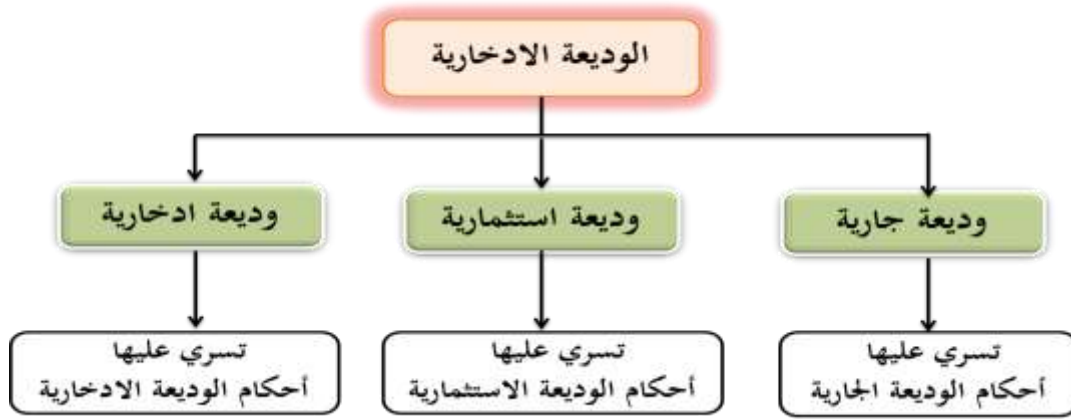 الوديعة الادخارية
وديعة جارية
وديعة استثمارية
وديعة ادخارية
تسري عليها
أحكام الوديعة الجارية
تسري عليها
أحكام الوديعة الاستثمارية
تسري عليها
أحكام الوديعة الادخارية